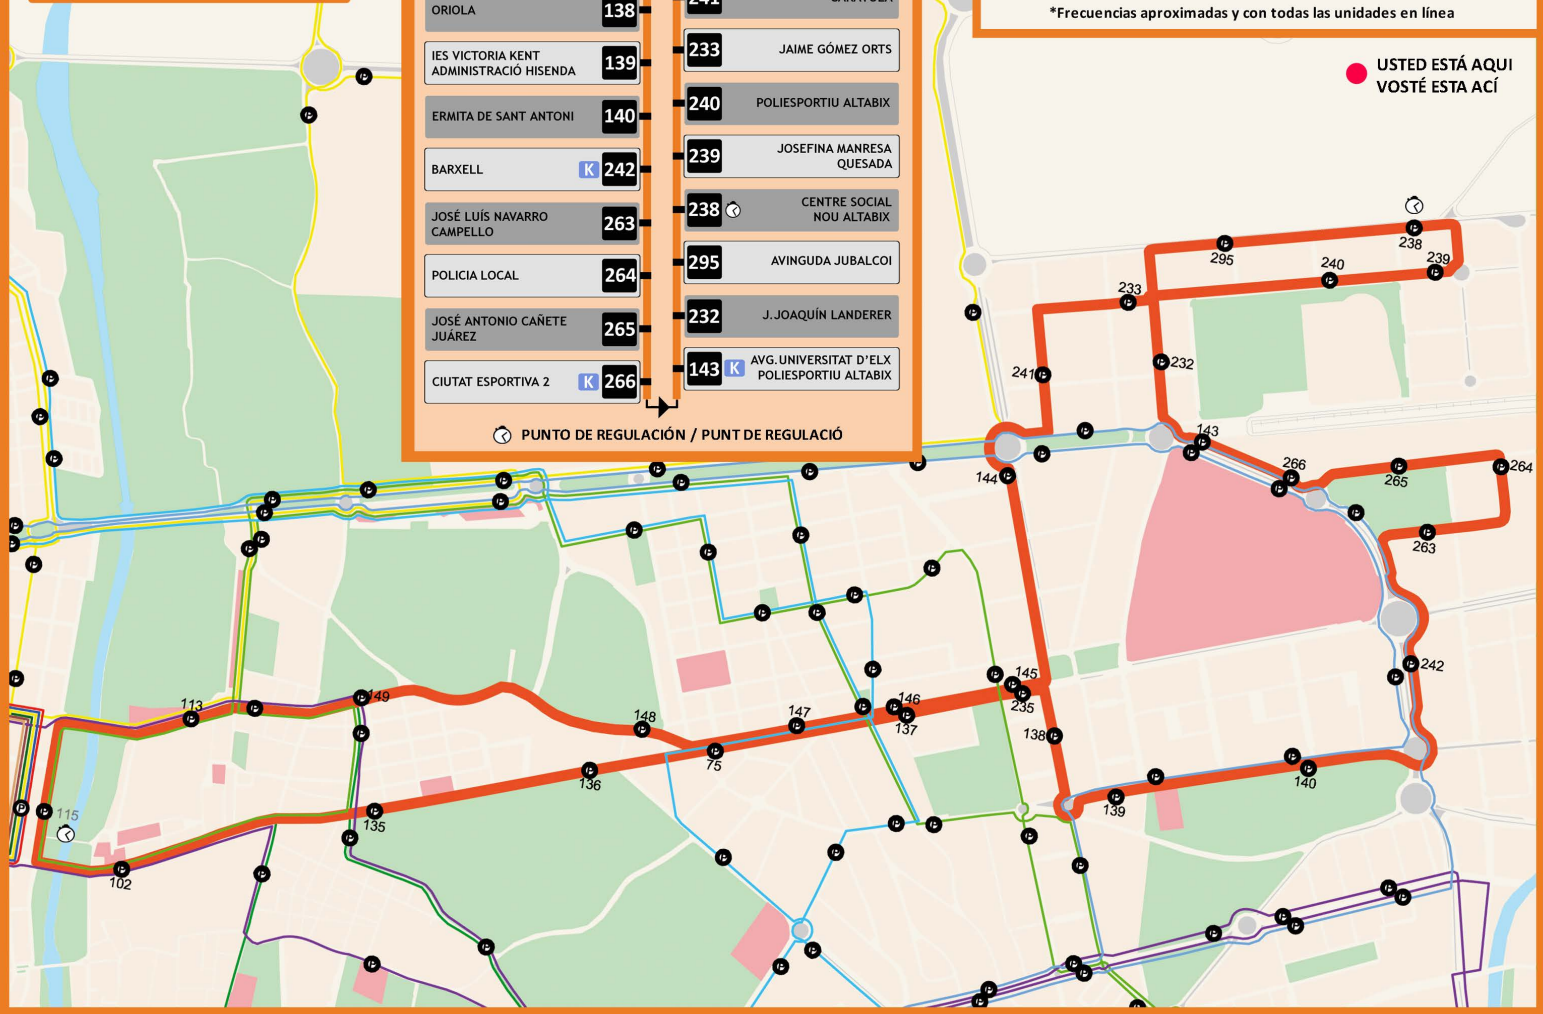 ORIOLA
138
IES VICTORIA KENT
ADMINISTRACIÓ HISENDA
139
ERMITA DE SANT ANTONI
140
BARXELL
K 242
JOSÉ LUÍS NAVARRO
CAMPELLO
263
POLICIA LOCAL
264
JOSÉ ANTONIO CAÑETE
JUÁREZ
265
CIUTAT ESPORTIVA 2
K 266
241
233
JAIME GÓMEZ ORTS
240
POLIESPORTIU ALTABIX
239
JOSEFINA MANRESA
QUESADA
238
CENTRE SOCIAL
NOU ALTABIX
295
AVINGUDA JUBALCOI
232
J.JOAQUÍN LANDERER
143 K
AVG.UNIVERSITAT D'ELX
POLIESPORTIU ALTABIX
PUNTO DE REGULACIÓN / PUNT DE REGULACIÓ
*Frecuencias aproximadas y con todas las unidades en línea
USTED ESTÁ AQUI
VOSTÉ ESTA ACÍ
238
295
239
240
233
232
241
143
266
144
265
264
263
242
145
235
146
137
147
148
149
113
138
75
136
140
139
135
115
102